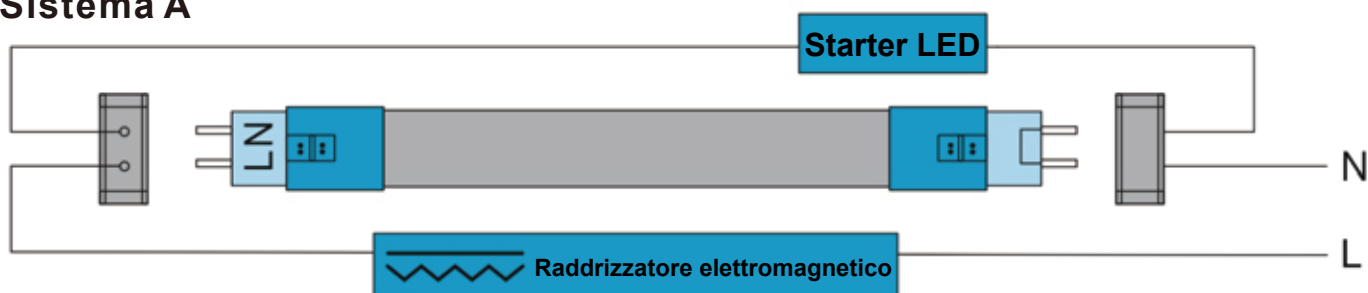 Sistema A
Starter LED
LN
N
L
Raddrizzatore elettromagnetico